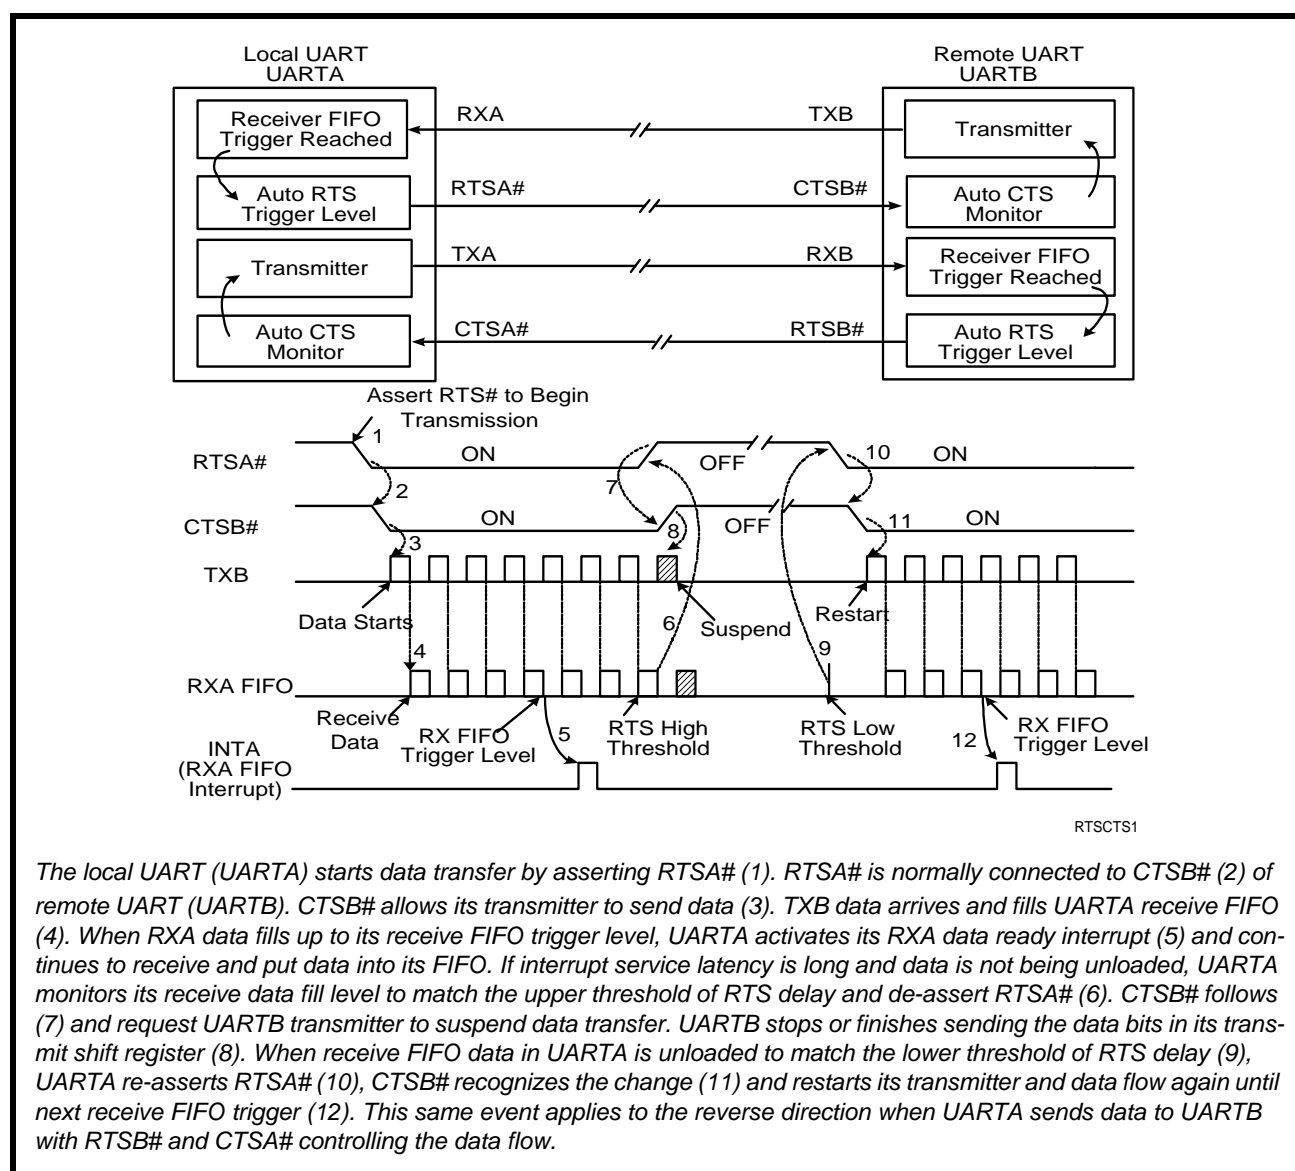 Local UART
UARTA
Remote UART
UARTB
Receiver FIFO
Trigger Reached
RXA
TXB
Transmitter
Auto RTS
Trigger Level
RTSA#
CTSB#
Auto CTS
Monitor
Transmitter
TXA
RXB
Receiver FIFO
Trigger Reached
Auto CTS
Monitor
CTSA#
RTSB#
Auto RTS
Trigger Level
Assert RTS# to Begin
Transmission
RTSA#
1
ON
7
OFF
10
ON
2
CTSB#
ON
8
OFF
11
ON
3
TXB
Data Starts
6
Suspend
Restart
4
9
RXA FIFO
Receive
Data
RX FIFO
Trigger Level
5
RTS High
Threshold
RTS Low
Threshold
12
RX FIFO
Trigger Level
INTA
(RXA FIFO
Interrupt)
RTSCTS1
The local UART (UARTA) starts data transfer by asserting RTSA# (1). RTSA# is normally connected to CTSB# (2) of
remote UART (UARTB). CTSB# allows its transmitter to send data (3). TXB data arrives and fills UARTA receive FIFO
(4). When RXA data fills up to its receive FIFO trigger level, UARTA activates its RXA data ready interrupt (5) and con-
tinues to receive and put data into its FIFO. If interrupt service latency is long and data is not being unloaded, UARTA
monitors its receive data fill level to match the upper threshold of RTS delay and de-assert RTSA# (6). CTSB# follows
(7) and request UARTB transmitter to suspend data transfer. UARTB stops or finishes sending the data bits in its trans-
mit shift register (8). When receive FIFO data in UARTA is unloaded to match the lower threshold of RTS delay (9),
UARTA re-asserts RTSA# (10), CTSB# recognizes the change (11) and restarts its transmitter and data flow again until
next receive FIFO trigger (12). This same event applies to the reverse direction when UARTA sends data to UARTB
with RTSB# and CTSA# controlling the data flow.